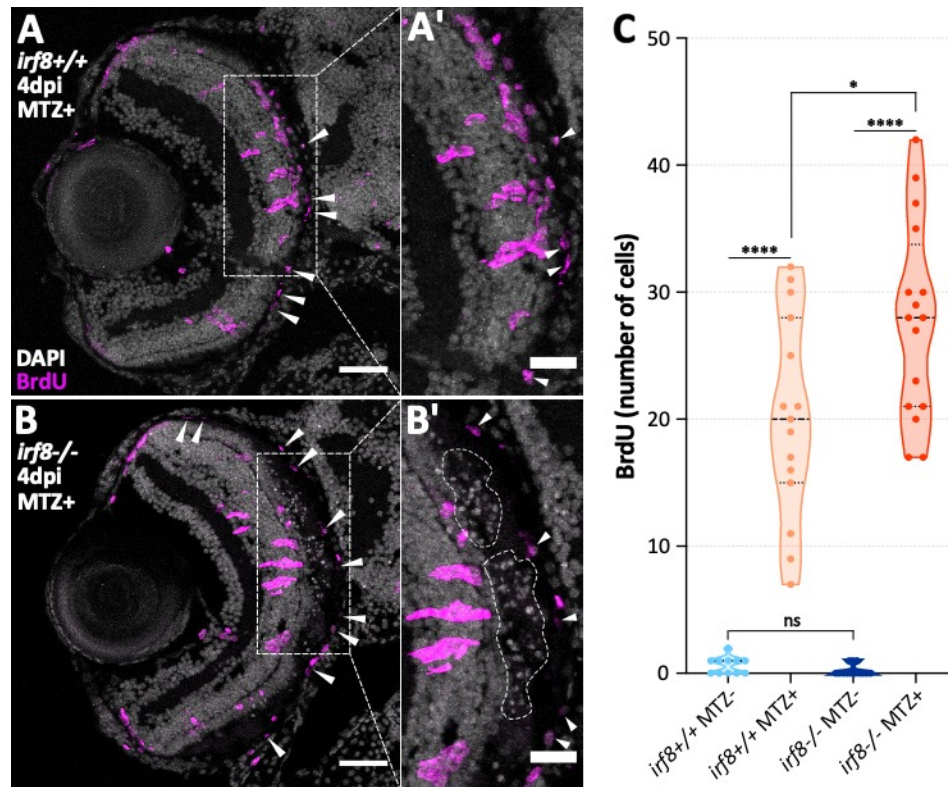 A
irf8+/+
4dpi
MTZ+
DAPI
BrdU
A'
B
irf8-/-
4dpi
MTZ+
B'
C
BrdU (number of cells)
50
40
30
20
10
0
*
****
****
ns
irf8+/+ MTZ-
irf8+/+ MTZ+
irf8-/- MTZ-
irf8-/- MTZ+